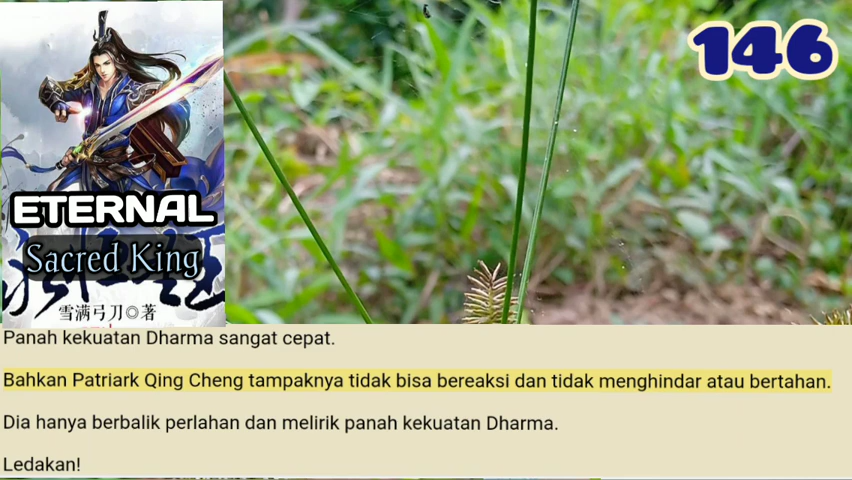 146
ETERNAL
Sacred King
雪满弓刀◎著
Panah kekuatan Dharma sangat cepat.
Bahkan Patriark Qing Cheng tampaknya tidak bisa bereaksi dan tidak menghindar atau bertahan.
Dia hanya berbalik perlahan dan melirik panah kekuatan Dharma.
Ledakan!